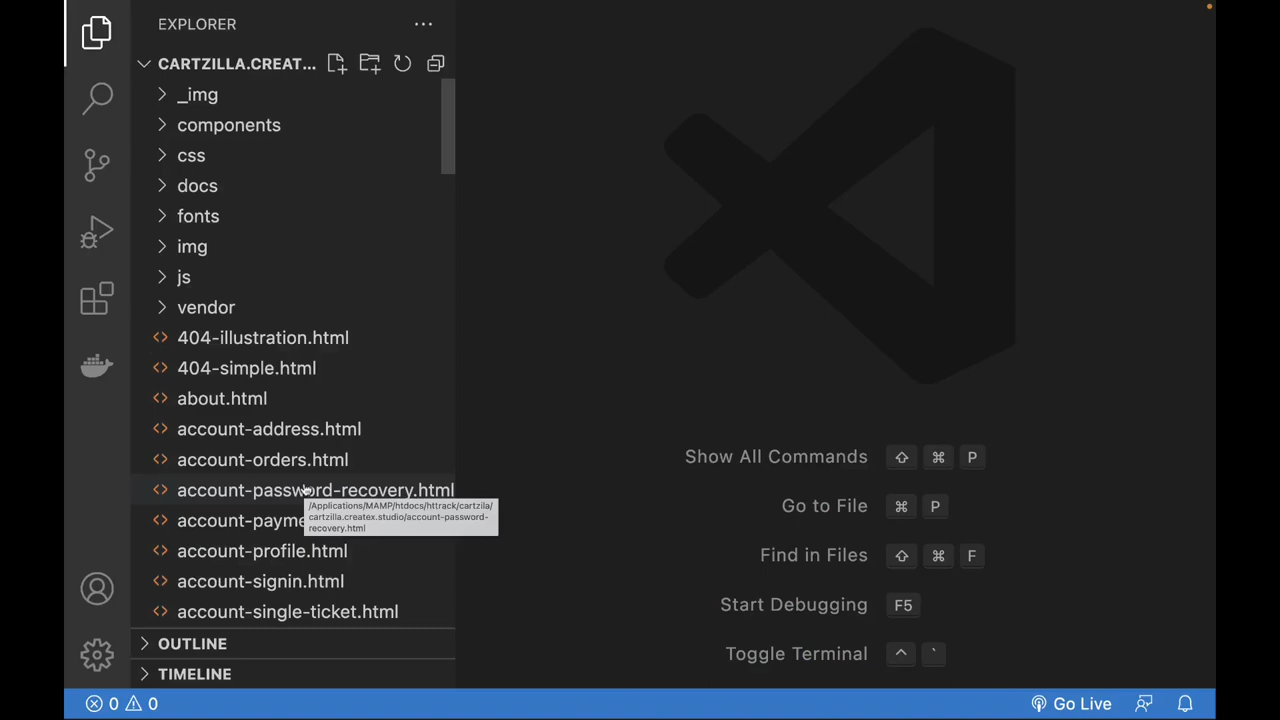 EXPLORER
CARTZILLA.CREAT...
_img
components
css
docs
fonts
img
js
vendor
404-illustration.html
404-simple.html
about.html
account-address.html
account-orders.html
account-password-recovery.html
/Applications/MAMP/htdocs/httrack/cartzila/
cartzilla.createx.studio/account-password-
recovery.html
account-payme
account-profile.html
account-signin.html
account-single-ticket.html
OUTLINE
TIMELINE
Show All Commands ⇧ ⌘ P
Go to File ⌘ P
Find in Files ⇧ ⌘ F
Start Debugging F5
Toggle Terminal ^ `
0 0
Go Live